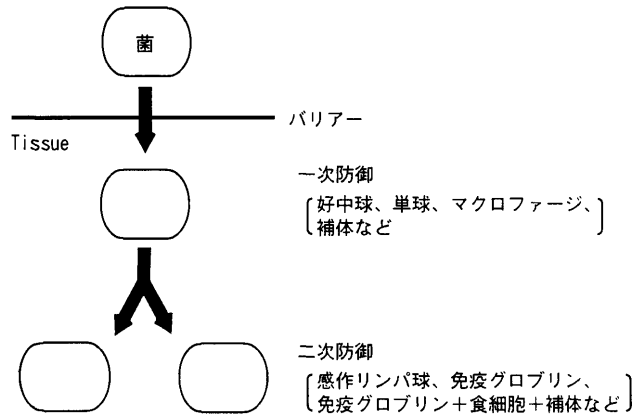 菌
バリアー
Tissue
一次防御
好中球、単球、マクロファージ、
補体など
二次防御
感作リンパ球、免疫グロブリン、
免疫グロブリン+食細胞+補体など